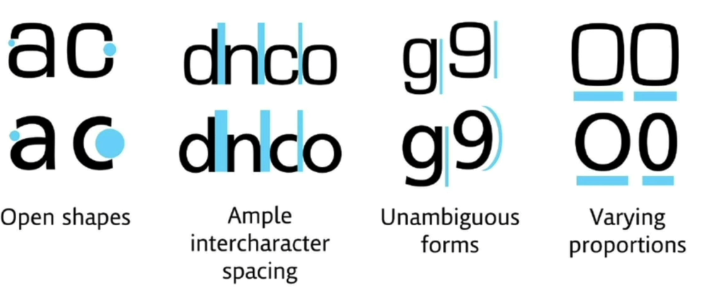 ac dnco g9 OO
ac dnco g9 O0
Open shapes Ample intercharacter spacing Unambiguous forms Varying proportions